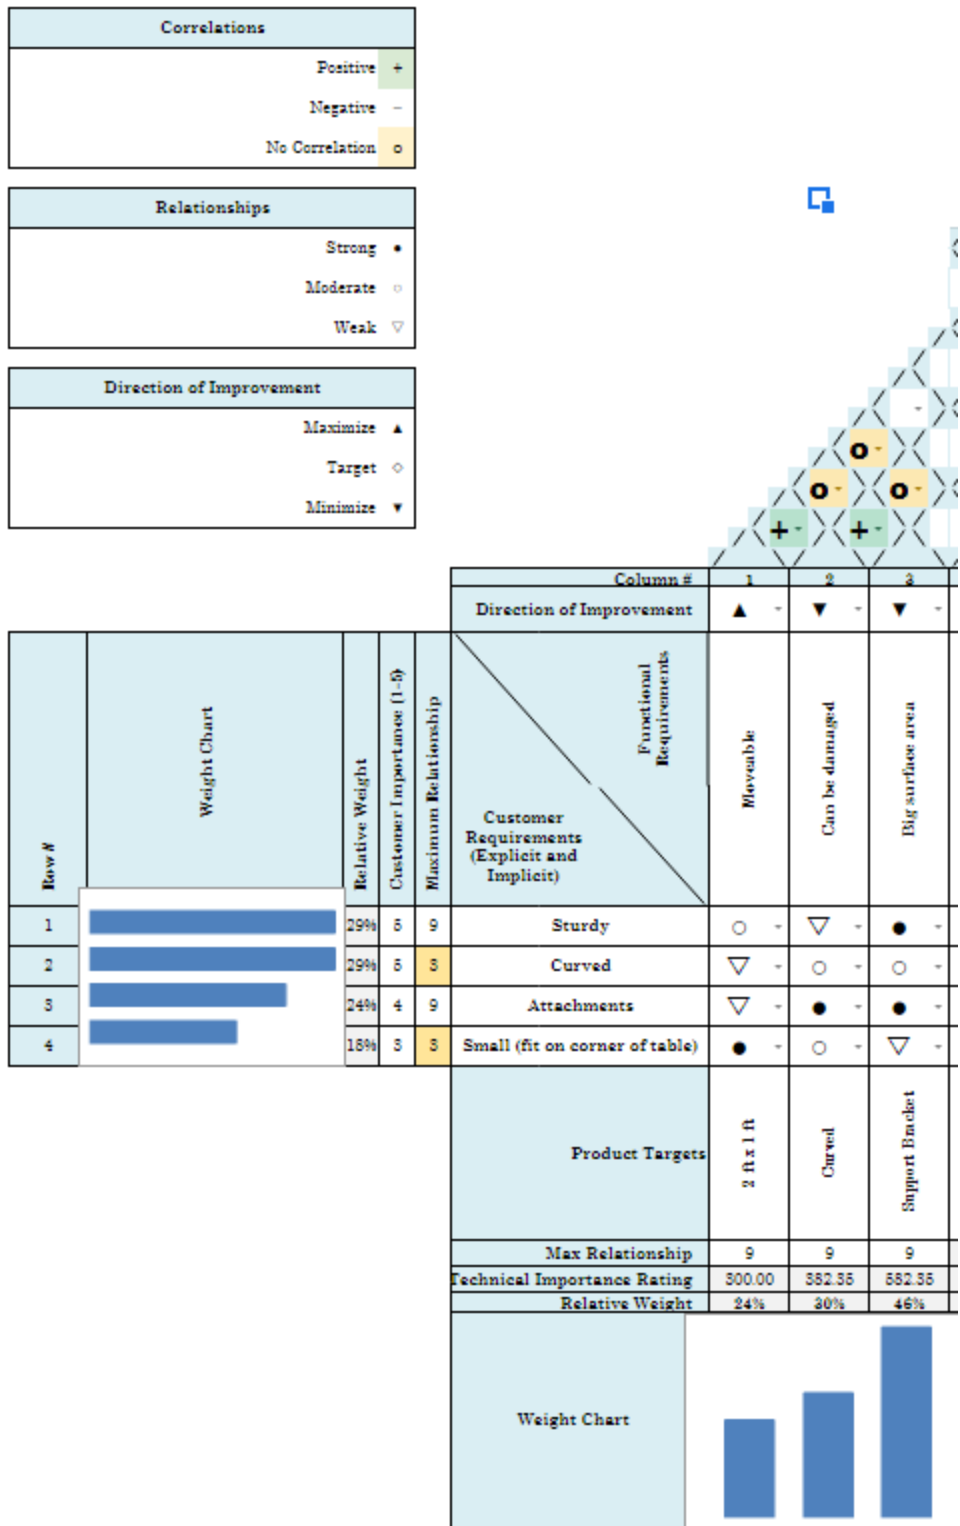 Correlations
Positive +
Negative −
No Correlation o
Relationships
Strong ●
Moderate ○
Weak ▽
Direction of Improvement
Maximize ▲
Target ◇
Minimize ▼
o
o o
+ +
Column # 1 2 3
Direction of Improvement ▲ ▼ ▼
Row #
Weight Chart
Relative Weight
Customer Importance (1-5)
Maximum Relationship
Functional
Requirements
Customer
Requirements
(Explicit and
Implicit)
Moveable
Can be damaged
Big surface area
1 29% 5 9 Sturdy ○ ▽ ●
2 29% 5 3 Curved ▽ ○ ○
3 24% 4 9 Attachments ▽ ● ●
4 18% 3 3 Small (fit on corner of table) ● ○ ▽
Product Targets
2 ft x 1 ft
Curved
Support Bracket
Max Relationship 9 9 9
Technical Importance Rating 300.00 382.35 582.35
Relative Weight 24% 30% 46%
Weight Chart